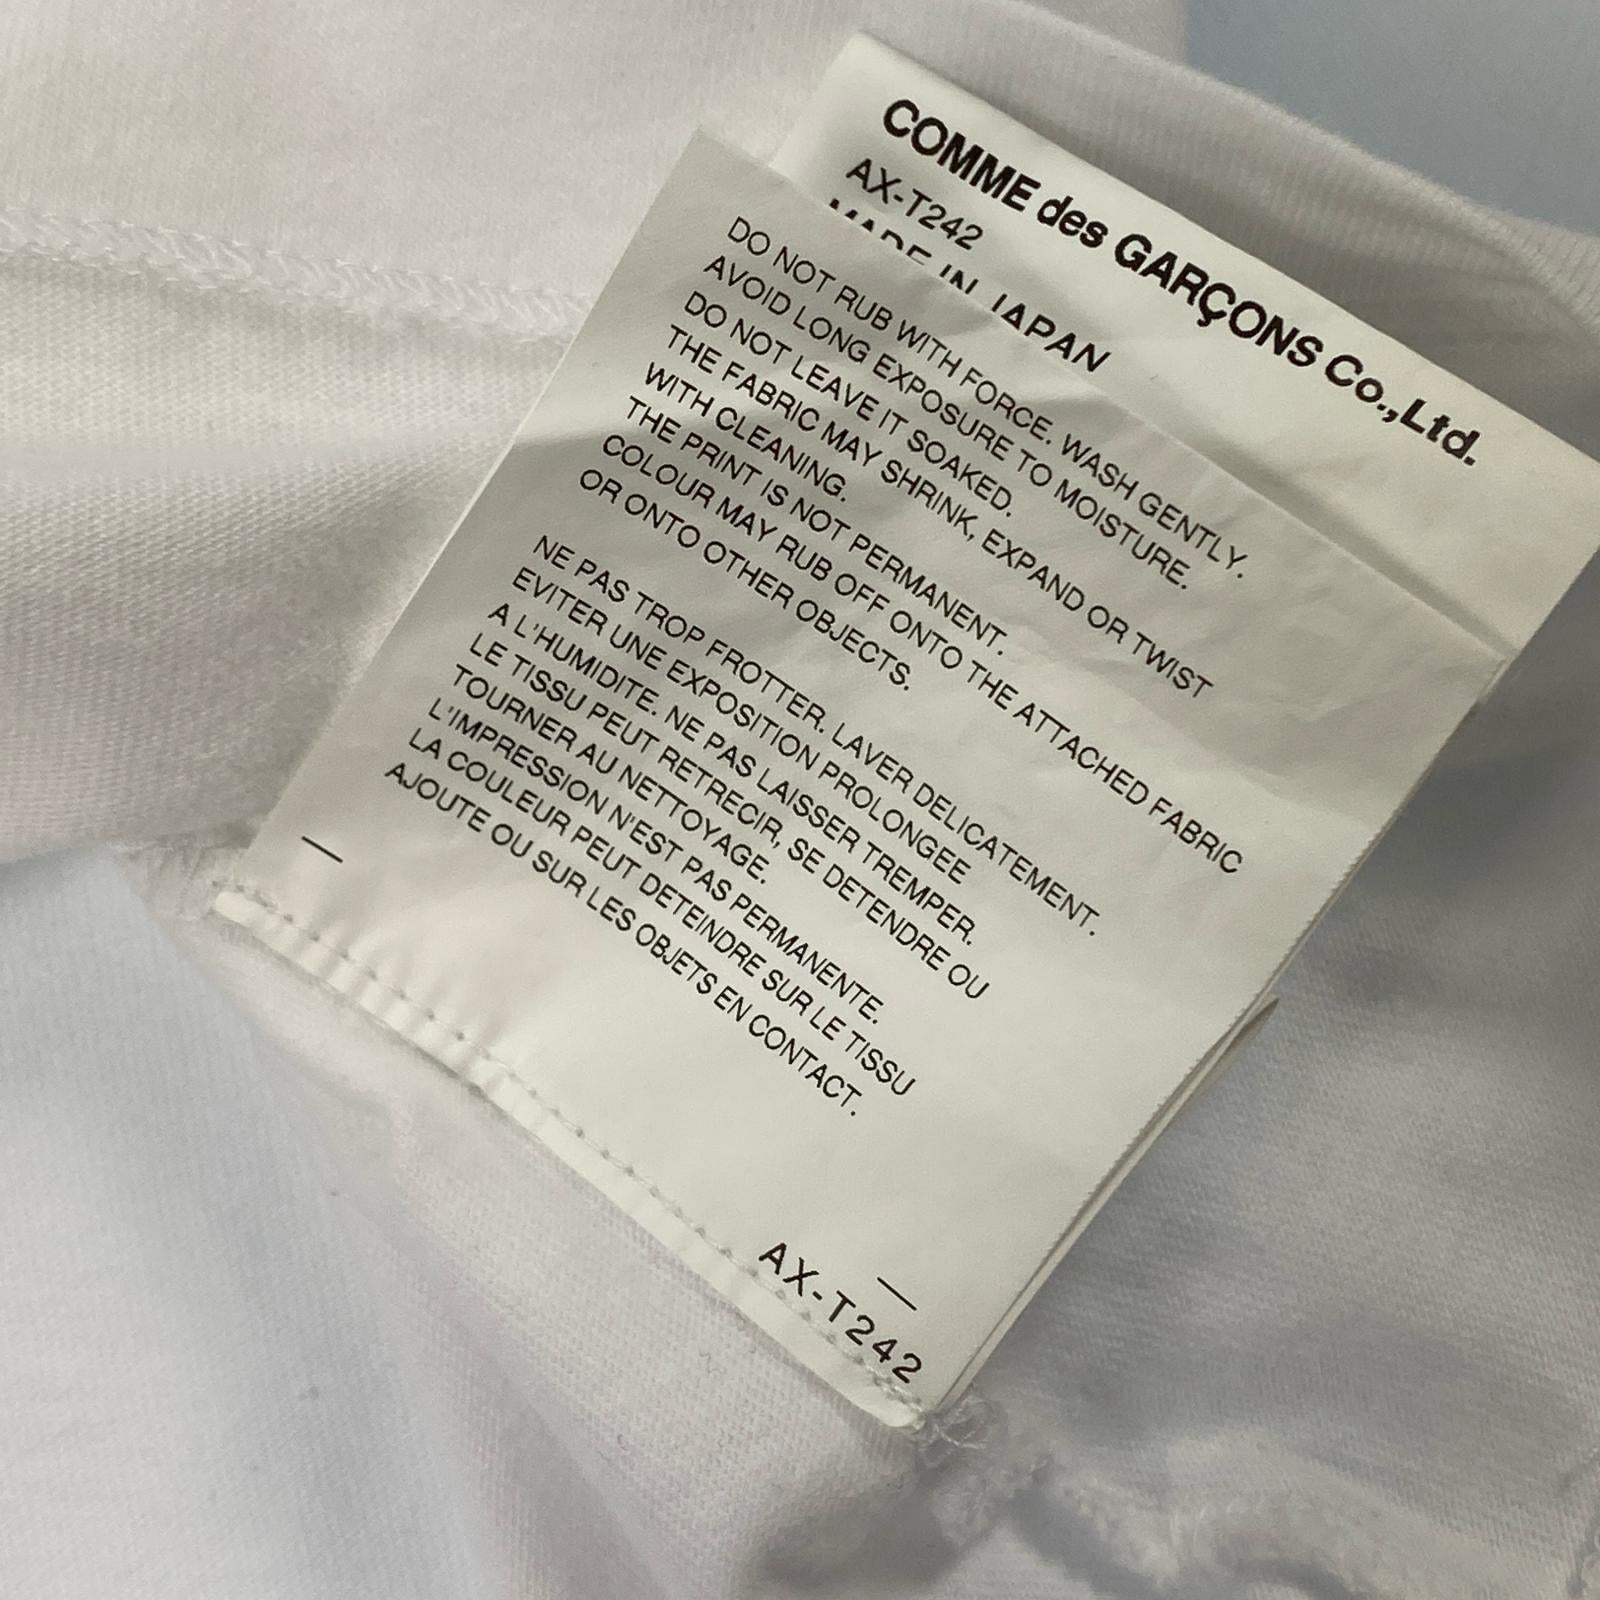 COMME des GARÇONS Co.,Ltd.
AX-T242
MADE IN JAPAN
DO NOT RUB WITH FORCE. WASH GENTLY.
AVOID LONG EXPOSURE TO MOISTURE.
DO NOT LEAVE IT SOAKED.
THE FABRIC MAY SHRINK, EXPAND OR TWIST
WITH CLEANING.
THE PRINT IS NOT PERMANENT.
COLOUR MAY RUB OFF ONTO THE ATTACHED FABRIC
OR ONTO OTHER OBJECTS.
NE PAS TROP FROTTER. LAVER DELICATEMENT.
EVITER UNE EXPOSITION PROLONGEE
A L'HUMIDITE. NE PAS LAISSER TREMPER.
LE TISSU PEUT RETRECIR, SE DETENDRE OU
TOURNER AU NETTOYAGE.
L'IMPRESSION N'EST PAS PERMANENTE.
LA COULEUR PEUT DETEINDRE SUR LE TISSU
AJOUTE OU SUR LES OBJETS EN CONTACT.
AX-T242